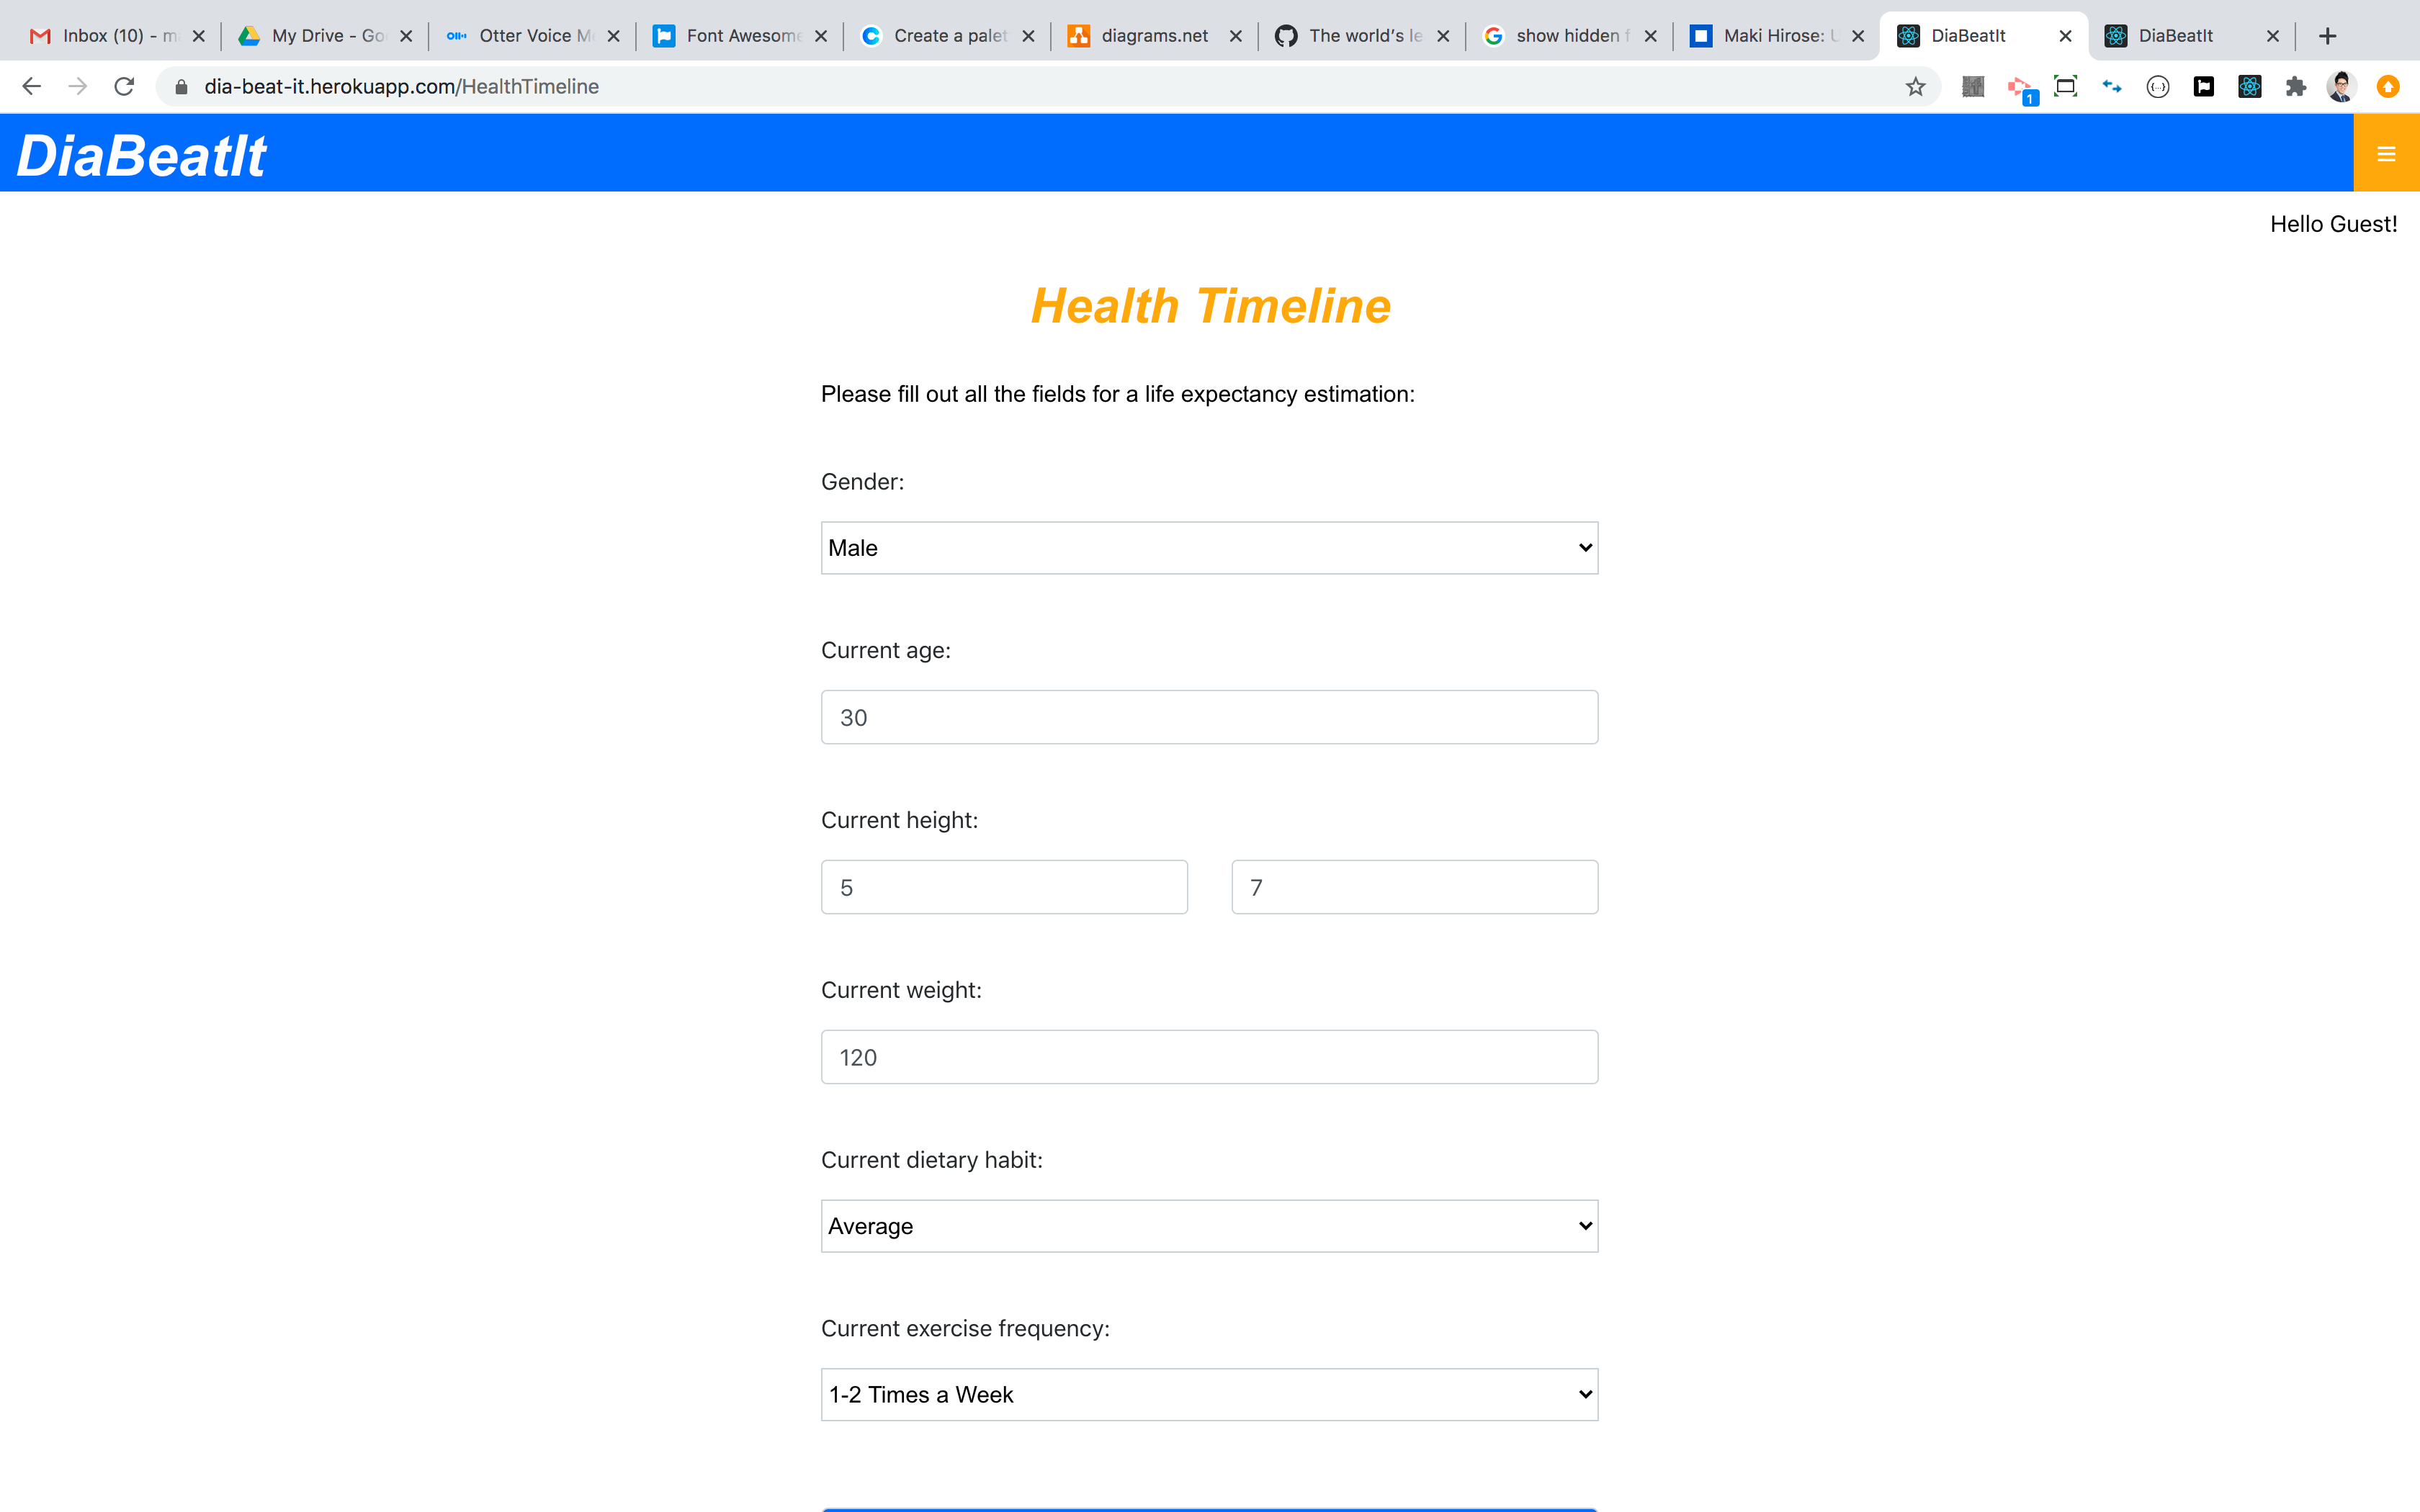 Inbox (10) - m
My Drive - Go
Otter Voice M
Font Awesome
Create a palet
diagrams.net
The world's le
show hidden f
Maki Hirose: U
DiaBeatIt
DiaBeatIt
dia-beat-it.herokuapp.com/HealthTimeline
1
DiaBeatIt
Hello Guest!
Health Timeline
Please fill out all the fields for a life expectancy estimation:
Gender:
Male
Current age:
30
Current height:
5 7
Current weight:
120
Current dietary habit:
Average
Current exercise frequency:
1-2 Times a Week